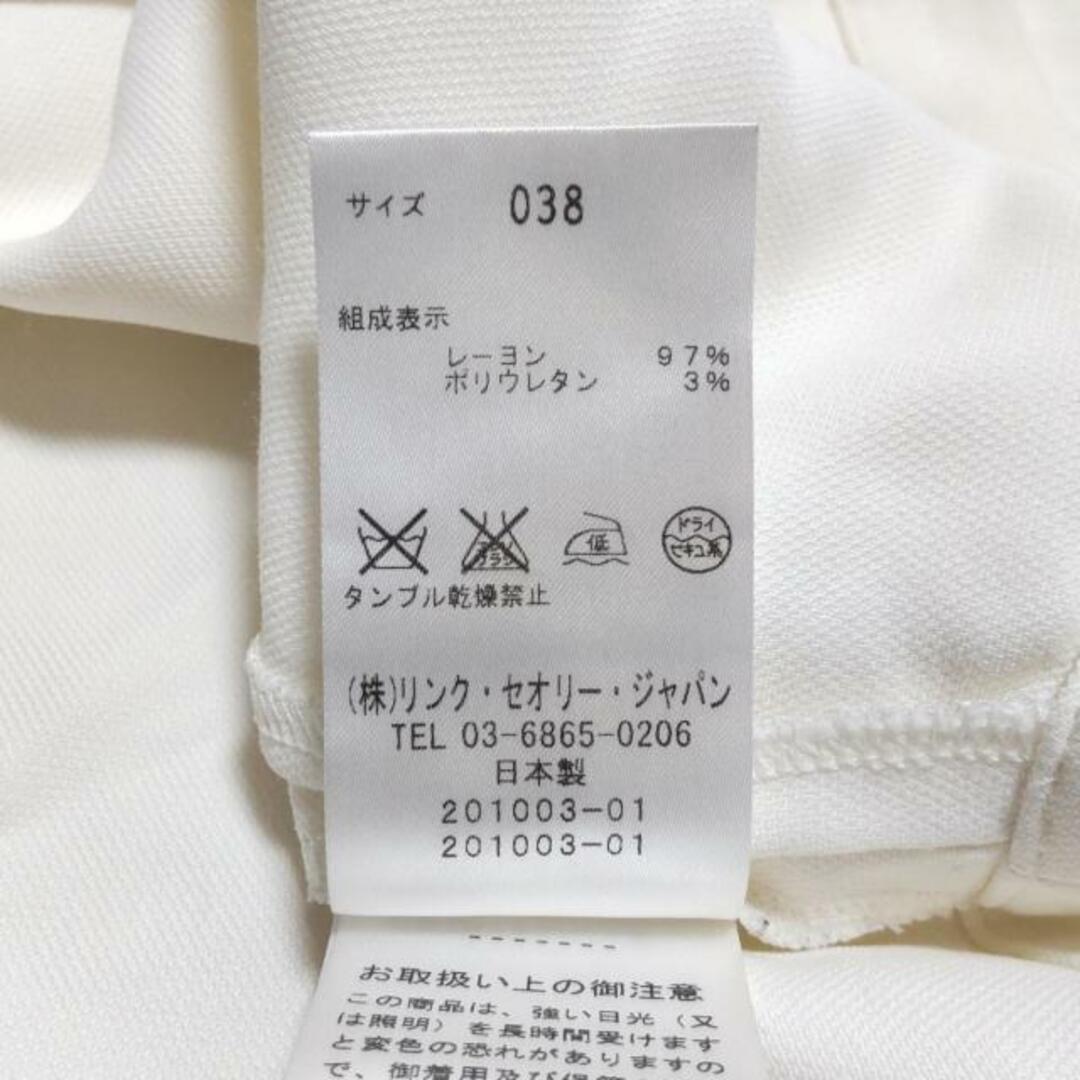 サイズ 038
組成表示
レーヨン 97%
ポリウレタン 3%
低
ドライ
セキユ系
タンブル乾燥禁止
(株)リンク・セオリー・ジャパン
TEL 03-6865-0206
日本製
201003-01
201003-01
お取扱い上の御注意
この商品は、強い日光(又
は照明)を長時間受けます
と変色の恐れがありますの
で、御着用及び保管